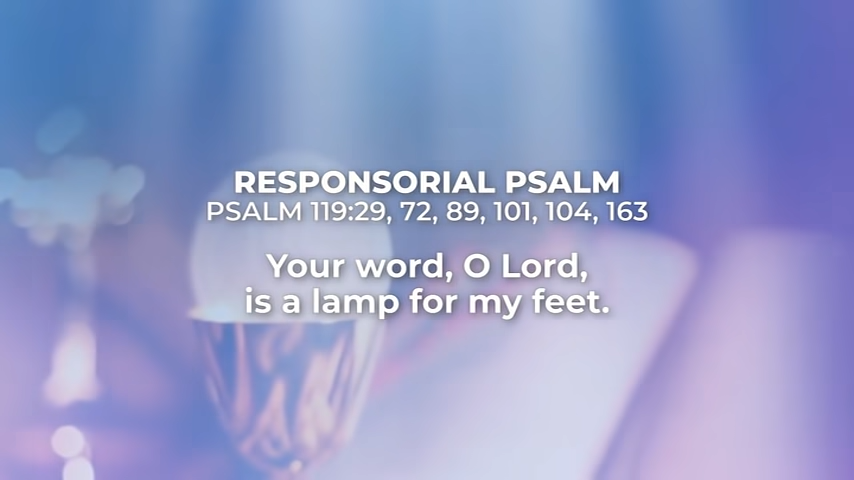 RESPONSORIAL PSALM
PSALM 119:29, 72, 89, 101, 104, 163
Your word, O Lord,
is a lamp for my feet.